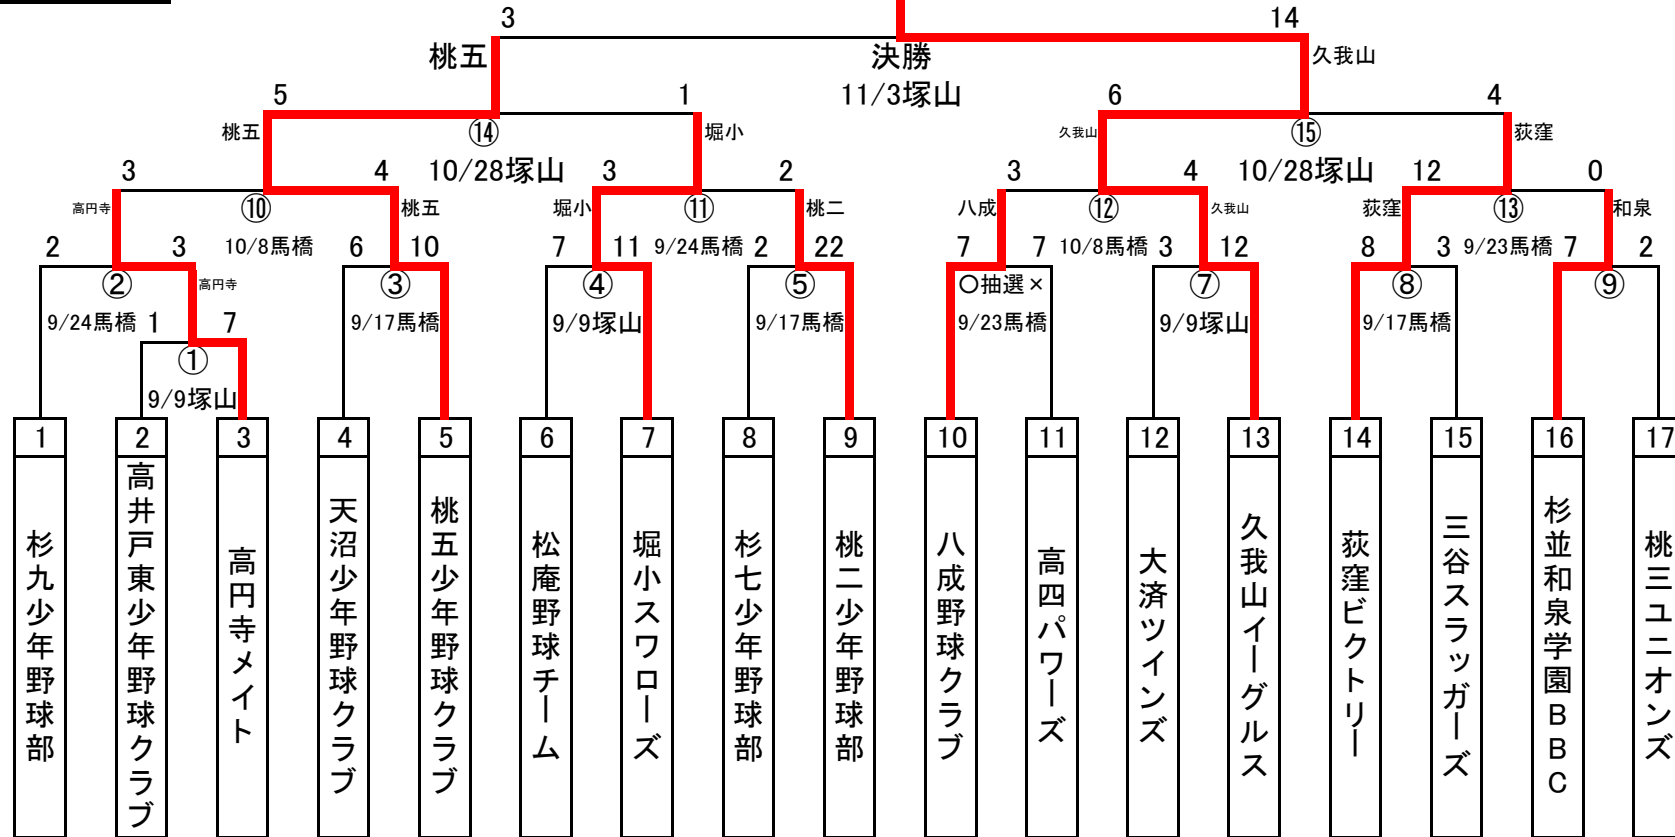 3 14
桃五 決勝 久我山
11/3塚山
5 1 6 4
桃五 ⑭ 堀小 久我山 ⑮ 荻窪
10/28塚山 10/28塚山
3 4 3 2 3 4 12 0
高円寺 ⑩ 桃五 堀小 ⑪ 桃二 八成 ⑫ 久我山 荻窪 ⑬ 和泉
10/8馬橋 9/24馬橋 10/8馬橋 9/23馬橋
2 3 6 10 7 11 2 22 7 7 3 12 8 3 7 2
② 高円寺 ③ ④ ⑤ 〇抽選× ⑦ ⑧ ⑨
9/24馬橋 9/17馬橋 9/9塚山 9/17馬橋 9/23馬橋 9/9塚山 9/17馬橋
1 7
①
9/9塚山
1 2 3 4 5 6 7 8 9 10 11 12 13 14 15 16 17
杉九少年野球部
高井戸東少年野球クラブ
高円寺メイト
天沼少年野球クラブ
桃五少年野球クラブ
松庵野球チーム
堀小スワローズ
杉七少年野球部
桃二少年野球部
八成野球クラブ
高四パワーズ
大済ツインズ
久我山イーグルス
荻窪ビクトリー
三谷スラッガーズ
杉並和泉学園BBC
桃三ユニオンズ